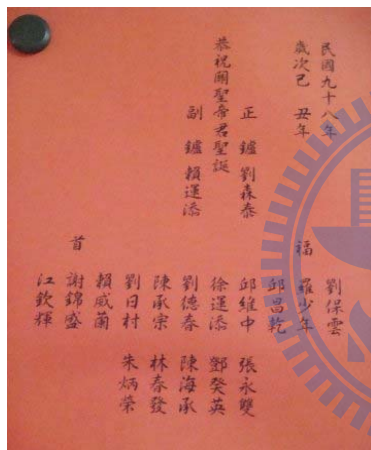 民國九十八年
歲次己丑年
恭祝關聖帝君聖誕
正爐 劉森泰
副爐 賴運添
福首
劉保雲
羅少年
邱昌乾
邱維中 張永雙
徐運添 鄧癸英
劉德春 陳海承
陳承宗 林春發
劉日村 朱炳榮
賴威蘭
謝錦盛
江欽輝